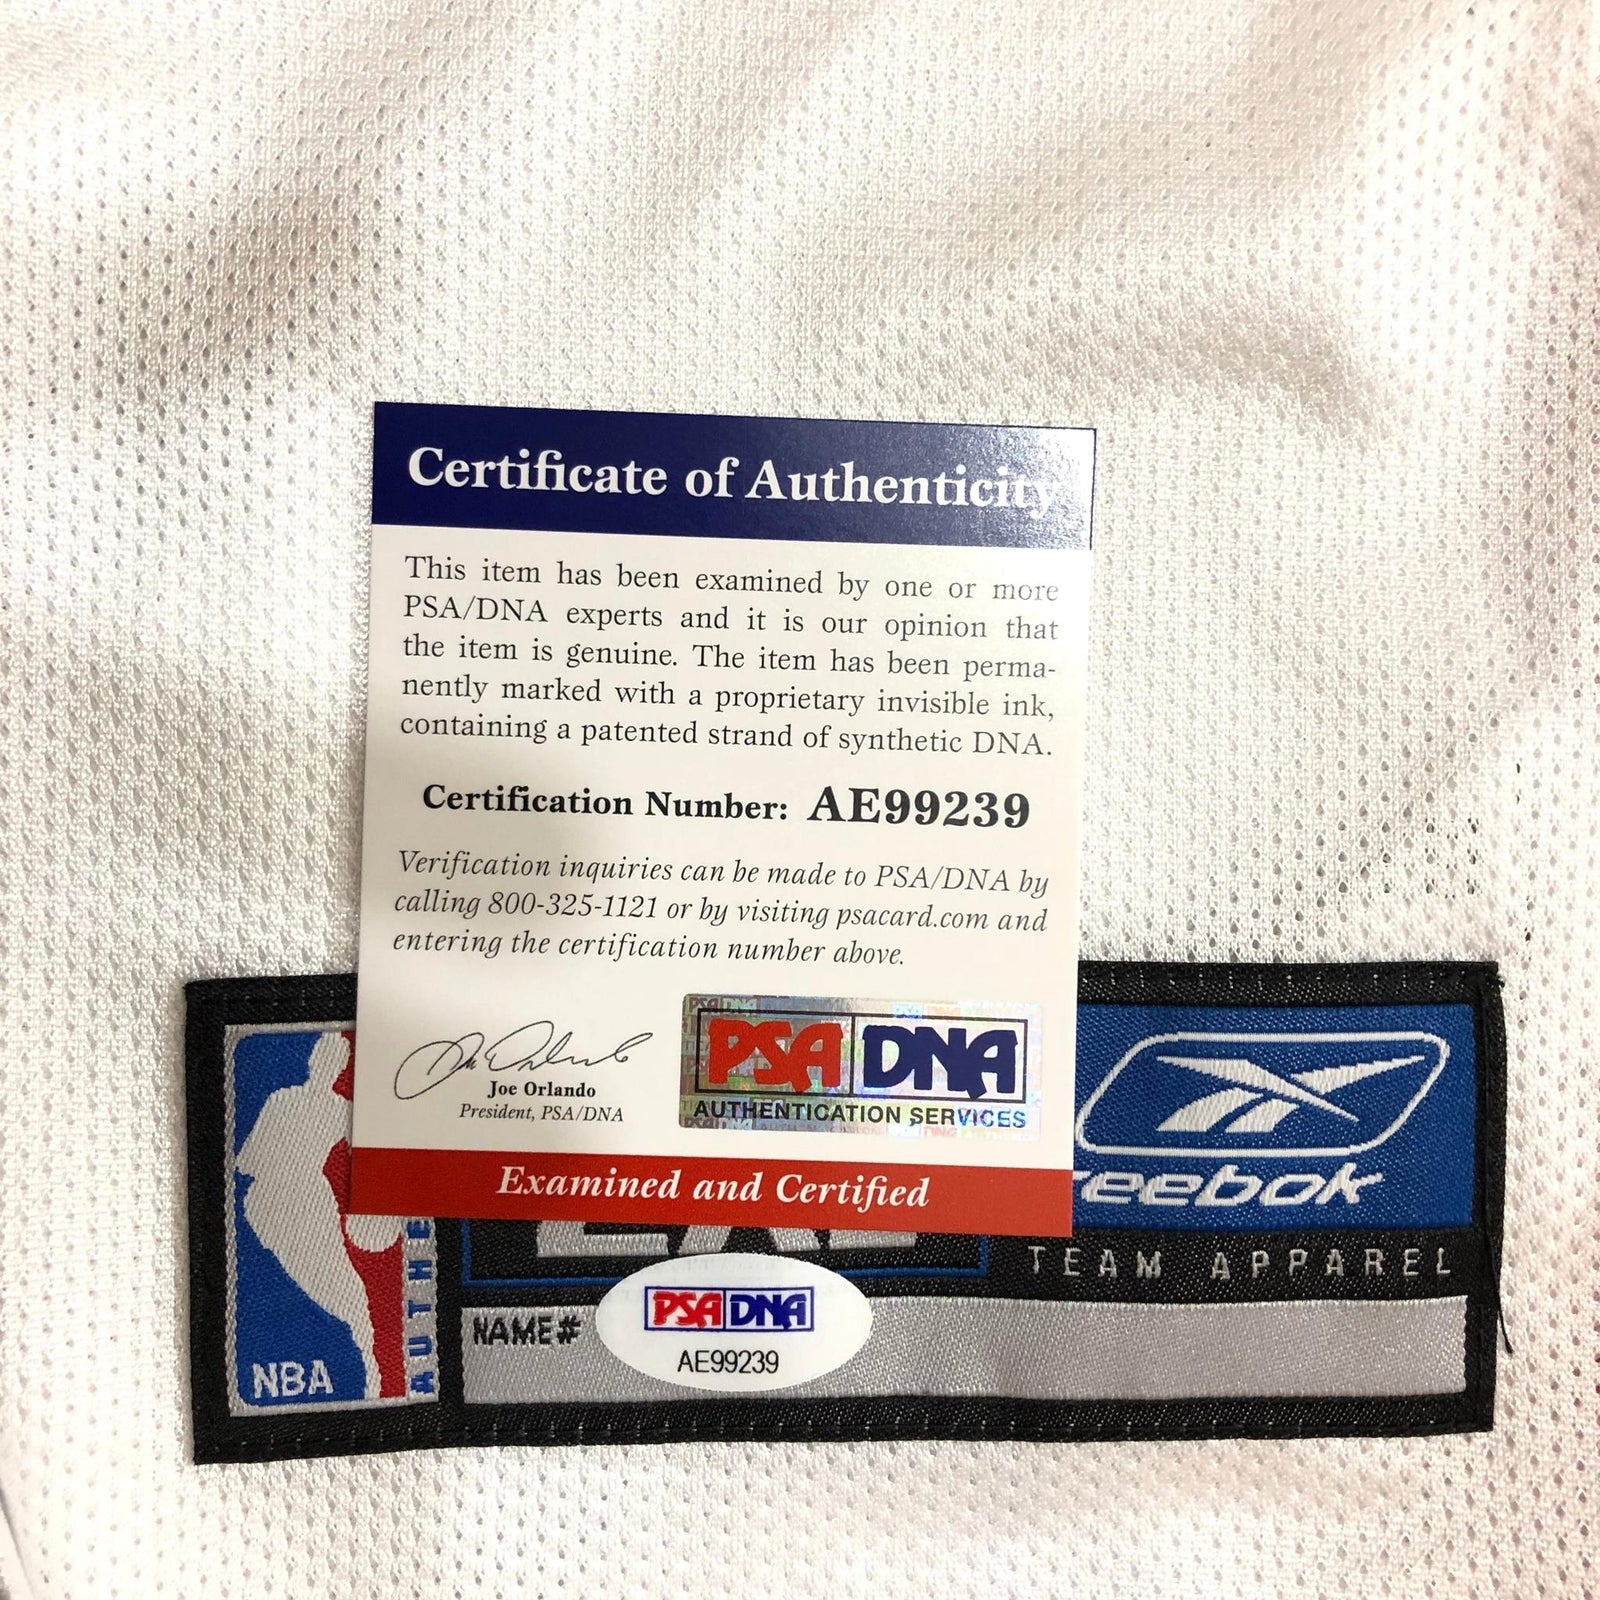 Certificate of Authenticity
This item has been examined by one or more
PSA/DNA experts and it is our opinion that
the item is genuine. The item has been perma-
nently marked with a proprietary invisible ink,
containing a patented strand of synthetic DNA.
Certification Number: AE99239
Verification inquiries can be made to PSA/DNA by
calling 800-325-1121 or by visiting psacard.com and
entering the certification number above.
Joe Orlando
President, PSA/DNA
PSA DNA
AUTHENTICATION SERVICES
Examined and Certified
NBA
AUTHE
reebok
TEAM APPAREL
NAME#
PSA DNA
AE99239